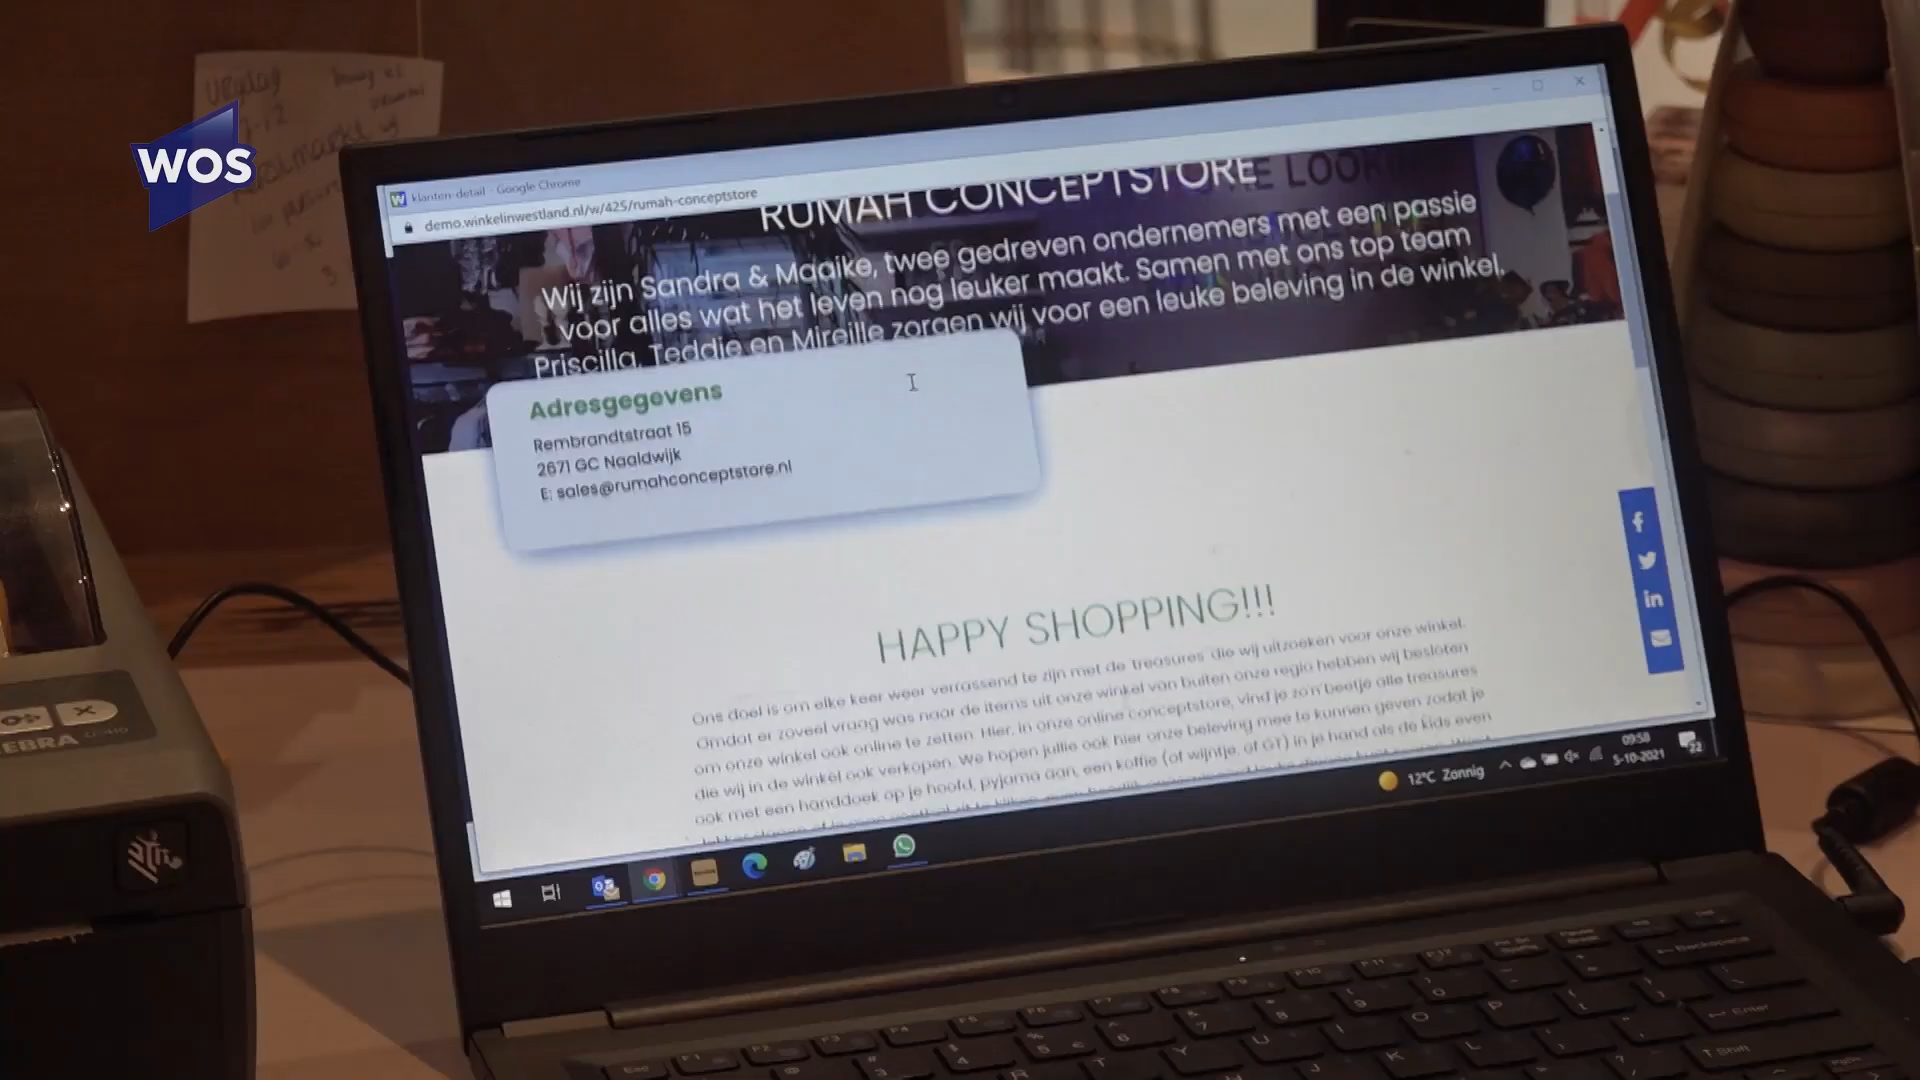 WOS
klanten-detail - Google Chrome
demo.winkelinwestland.nl/w/425/rumah-conceptstore
RUMAH CONCEPTSTORE
Wij zijn Sandra & Maaike, twee gedreven ondernemers met een passie
voor alles wat het leven nog leuker maakt. Samen met ons top team
Priscilla, Teddie en Mireille zorgen wij voor een leuke beleving in de winkel.
Adresgegevens
Rembrandtstraat 15
2671 GC Naaldwijk
E: sales@rumahconceptstore.nl
HAPPY SHOPPING!!!
Ons doel is om elke keer weer verrassend te zijn met de 'treasures' die wij uitzoeken voor onze winkel.
Omdat er zoveel vraag was naar de items uit onze winkel van buiten onze regio hebben wij besloten
om onze winkel ook online te zetten. Hier, in onze online conceptstore, vind je zo'n beetje alle treasures
die wij in de winkel ook verkopen. We hopen jullie ook hier onze beleving mee te kunnen geven zodat je
ook met een handdoek op je hoofd, pyjama aan, een koffie (of wijntje, of GT) in je hand als de kids even
12°C Zonnig
09:58
5-10-2021
22